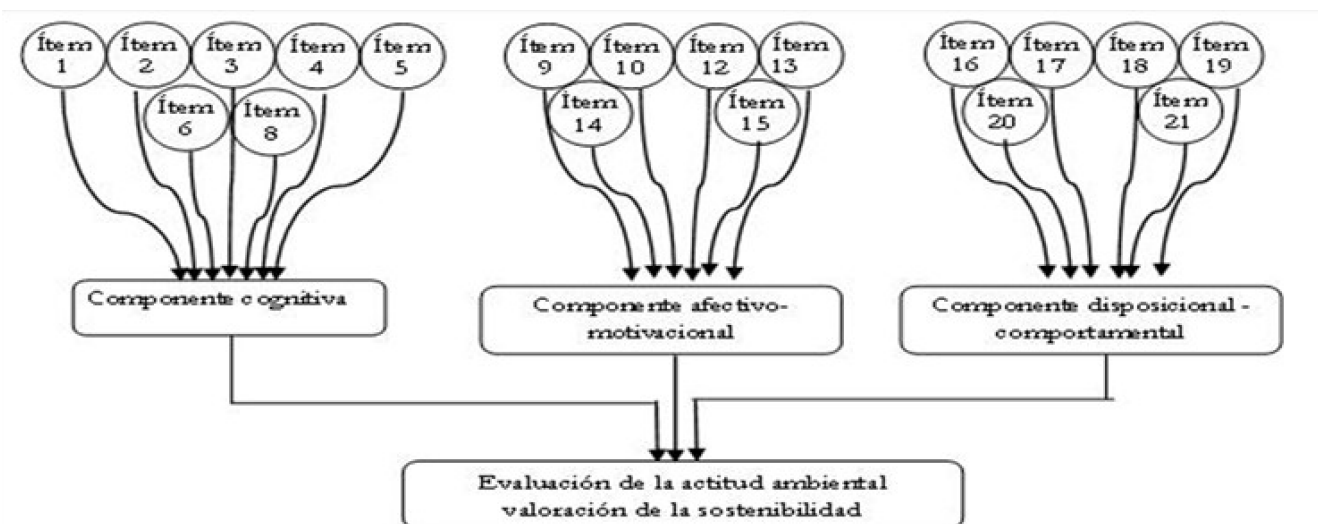 Ítem
1
Ítem
2
Ítem
3
Ítem
4
Ítem
5
Ítem
6
Ítem
8
Ítem
9
Ítem
10
Ítem
12
Ítem
13
Ítem
14
Ítem
15
Ítem
16
Ítem
17
Ítem
18
Ítem
19
Ítem
20
Ítem
21
Componente cognitiva
Componente afectivo-
motivacional
Componente disposicional -
comportamental
Evaluación de la actitud ambiental
valoración de la sostenibilidad